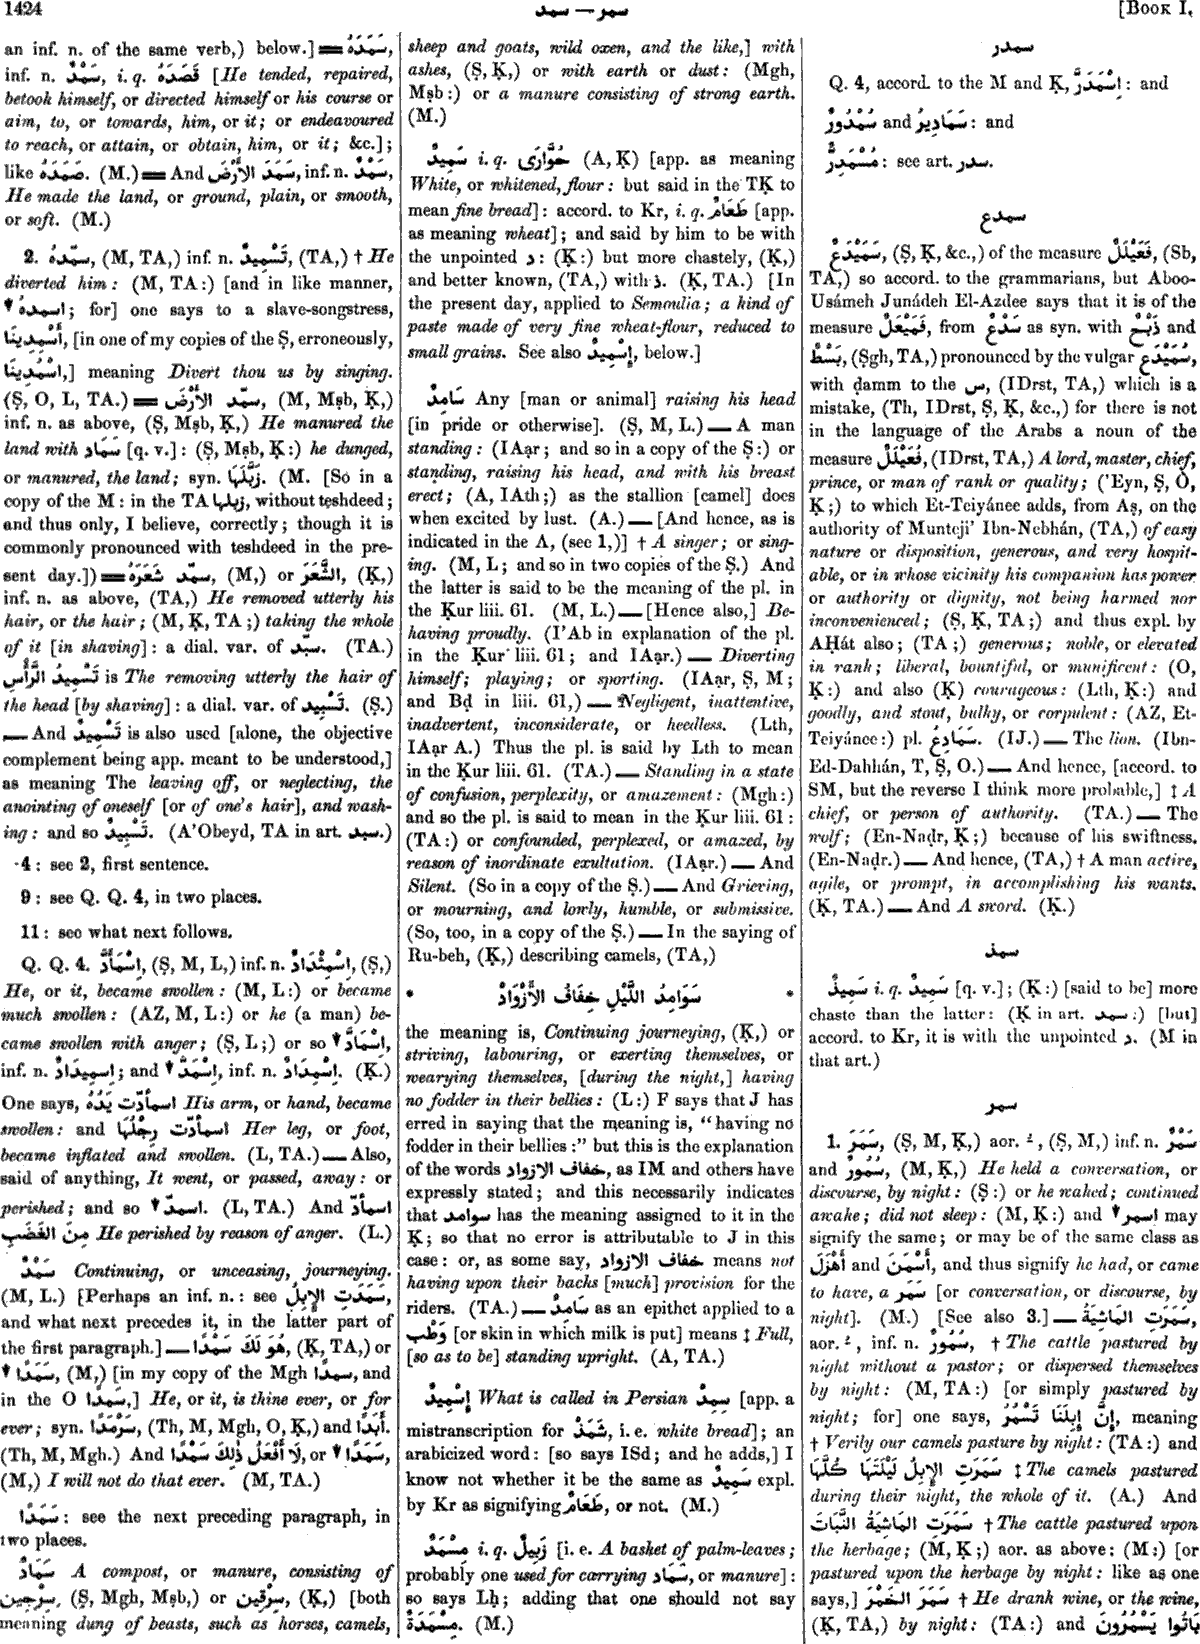 1424
سمد — سمر
[BOOK I.
an inf. n. of the same verb,) below.] = سَمَدَهُ,
inf. n. سَمْدٌ, i. q. قَصَدَهُ [He tended, repaired,
betook himself, or directed himself or his course or
aim, to, or towards, him, or it; or endeavoured
to reach, or attain, or obtain, him, or it; &c.];
like صَمَدَهُ. (M.) = And سَمَدَ الأَرْضَ, inf. n. سَمْدٌ,
He made the land, or ground, plain, or smooth,
or soft. (M.)
2. سمّدهُ, (M, TA,) inf. n. تَسْمِيدٌ, (TA,) † He
diverted him: (M, TA:) [and in like manner,
▼ اسمدهُ; for] one says to a slave-songstress,
أَسْمِدِينَا, [in one of my copies of the Ṣ, erroneously,
اسْمُدِينَا,] meaning Divert thou us by singing.
(Ṣ, O, L, TA.) = سمّد الأَرْضَ, (M, Mṣb, Ḳ,)
inf. n. as above, (Ṣ, Mṣb, Ḳ,) He manured the
land with سَمَاد [q. v.]: (Ṣ, Mṣb, Ḳ:) he dunged,
or manured, the land; syn. زَبَّلَهَا. (M. [So in a
copy of the M: in the TA زبلها, without teshdeed;
and thus only, I believe, correctly; though it is
commonly pronounced with teshdeed in the pre-
sent day.]) = سمّد شَعَرَهُ, (M,) or الشَّعَرَ, (Ḳ,)
inf. n. as above, (TA,) He removed utterly his
hair, or the hair; (M, Ḳ, TA;) taking the whole
of it [in shaving]: a dial. var. of سبّد. (TA.)
تَسْمِيدُ الرَّأْسِ is The removing utterly the hair of
the head [by shaving]: a dial. var. of تَسْبِيد. (Ṣ.)
— And تَسْمِيدٌ is also used [alone, the objective
complement being app. meant to be understood,]
as meaning The leaving off, or neglecting, the
anointing of oneself [or of one's hair], and wash-
ing: and so تَسْبِيدٌ. (A'Obeyd, TA in art. سبد.)
4: see 2, first sentence.
9: see Q. Q. 4, in two places.
11: see what next follows.
Q. Q. 4. اِسْمَأَدَّ, (Ṣ, M, L,) inf. n. اِسْمِئْدَادٌ, (Ṣ,)
He, or it, became swollen: (M, L:) or became
much swollen: (AZ, M, L:) or he (a man) be-
came swollen with anger; (Ṣ, L;) or so ▼ اِسْمَادَّ,
inf. n. اِسْمِيدَادٌ; and ▼ اِسْمَدَّ, inf. n. اِسْمِدَادٌ. (Ḳ.)
One says, اسمأدّت يَدُهُ His arm, or hand, became
swollen: and اسمأدّت رِجْلُهَا Her leg, or foot,
became inflated and swollen. (L, TA.) — Also,
said of anything, It went, or passed, away: or
perished; and so ▼ اسمدّ. (L, TA.) And اسمأدّ
مِنَ الغَضَبِ He perished by reason of anger. (L.)
سَمْدٌ Continuing, or unceasing, journeying.
(M, L.) [Perhaps an inf. n.: see سَمَدَتِ الإِبِلُ,
and what next precedes it, in the latter part of
the first paragraph.] — هُوَ لَكَ سَمْدًا, (Ḳ, TA,) or
▼ سَمَدًا, (M,) [in my copy of the Mgh سمدًا, and
in the O سَمِدًا,] He, or it, is thine ever, or for
ever; syn. سَرْمَدًا, (Th, M, Mgh, O, Ḳ,) and أَبَدًا.
(Th, M, Mgh.) And لَا أَفْعَلُ ذٰلِكَ سَمْدًا, or ▼ سَمَدًا,
(M,) I will not do that ever. (M, TA.)
سَمَدًا: see the next preceding paragraph, in
two places.
سَمَادٌ A compost, or manure, consisting of
سِرْجِين, (Ṣ, Mgh, Mṣb,) or سِرْقِين, (Ḳ,) [both
meaning dung of beasts, such as horses, camels,
sheep and goats, wild oxen, and the like,] with
ashes, (Ṣ, Ḳ,) or with earth or dust: (Mgh,
Mṣb:) or a manure consisting of strong earth.
(M.)
سَمِيدٌ i. q. حُوَّارَى (A, Ḳ) [app. as meaning
White, or whitened, flour: but said in the TḲ to
mean fine bread]: accord. to Kr, i. q. طَعَامٌ [app.
as meaning wheat]; and said by him to be with
the unpointed د: (Ḳ:) but more chastely, (Ḳ,)
and better known, (TA,) with ذ. (Ḳ, TA.) [In
the present day, applied to Semoulia; a kind of
paste made of very fine wheat-flour, reduced to
small grains. See also إِسْمِيدٌ, below.]
سَامِدٌ Any [man or animal] raising his head
[in pride or otherwise]. (Ṣ, M, L.) — A man
standing: (IAạr; and so in a copy of the Ṣ:) or
standing, raising his head, and with his breast
erect; (A, IAth;) as the stallion [camel] does
when excited by lust. (A.) — [And hence, as is
indicated in the A, (see 1,)] † A singer; or sing-
ing. (M, L; and so in two copies of the Ṣ.) And
the latter is said to be the meaning of the pl. in
the Ḳur liii. 61. (M, L.) — [Hence also,] Be-
having proudly. (I'Ab in explanation of the pl.
in the Ḳur liii. 61; and IAạr.) — Diverting
himself; playing; or sporting. (IAạr, Ṣ, M;
and Bḍ in liii. 61,) — Negligent, inattentive,
inadvertent, inconsiderate, or heedless. (Lth,
IAạr A.) Thus the pl. is said by Lth to mean
in the Ḳur liii. 61. (TA.) — Standing in a state
of confusion, perplexity, or amazement: (Mgh:)
and so the pl. is said to mean in the Ḳur liii. 61:
(TA:) or confounded, perplexed, or amazed, by
reason of inordinate exultation. (IAạr.) — And
Silent. (So in a copy of the Ṣ.) — And Grieving,
or mourning, and lowly, humble, or submissive.
(So, too, in a copy of the Ṣ.) — In the saying of
Ru-beh, (Ḳ,) describing camels, (TA,)
* سَوَامِدُ اللَّيْلِ خِفَافُ الأَزْوَادْ *
the meaning is, Continuing journeying, (Ḳ,) or
striving, labouring, or exerting themselves, or
wearying themselves, [during the night,] having
no fodder in their bellies: (L:) F says that J has
erred in saying that the meaning is, "having no
fodder in their bellies:" but this is the explanation
of the words خفاف الازواد, as IM and others have
expressly stated; and this necessarily indicates
that سوامد has the meaning assigned to it in the
Ḳ; so that no error is attributable to J in this
case: or, as some say, خفاف الازواد means not
having upon their backs [much] provision for the
riders. (TA.) — سَامِدٌ as an epithet applied to a
وَطْب [or skin in which milk is put] means ‡ Full,
[so as to be] standing upright. (A, TA.)
إِسْمِيدٌ What is called in Persian سِمِدْ [app. a
mistranscription for سَمَدْ, i. e. white bread]; an
arabicized word: [so says ISd; and he adds,] I
know not whether it be the same as سَمِيدٌ expl.
by Kr as signifying طَعَامٌ, or not. (M.)
مِسْمَدٌ i. q. زَبِيلٌ [i. e. A basket of palm-leaves;
probably one used for carrying سَمَاد, or manure]:
so says Lḥ; adding that one should not say
مِسْمَدَةٌ. (M.)
سمدر
Q. 4, accord. to the M and Ḳ, اِسْمَدَرَّ: and
سُمْدُورٌ and سَمَادِيرُ: and
مُسْمَدِرٌّ: see art. سدر.
سمدع
سَمَيْدَعٌ, (Ṣ, Ḳ, &c.,) of the measure فَعَيْلَلٌ, (Sb,
TA,) so accord. to the grammarians, but Aboo-
Usámeh Junádeh El-Azdee says that it is of the
measure فَمَيْعَلٌ, from سَدْعٌ as syn. with ذَبْحٌ and
بَسْطٌ, (Ṣgh, TA,) pronounced by the vulgar سُمَيْدَع,
with ḍamm to the س, (IDrst, TA,) which is a
mistake, (Th, IDrst, Ṣ, Ḳ, &c.,) for there is not
in the language of the Arabs a noun of the
measure فُعَيْلَلٌ, (IDrst, TA,) A lord, master, chief,
prince, or man of rank or quality; ('Eyn, Ṣ, O,
Ḳ;) to which Et-Teiyánee adds, from Aṣ, on the
authority of Munteji' Ibn-Nebhán, (TA,) of easy
nature or disposition, generous, and very hospit-
able, or in whose vicinity his companion has power
or authority or dignity, not being harmed nor
inconvenienced; (Ṣ, Ḳ, TA;) and thus expl. by
AḤát also; (TA;) generous; noble, or elevated
in rank; liberal, bountiful, or munificent: (O,
Ḳ:) and also (Ḳ) courageous: (Lth, Ḳ:) and
goodly, and stout, bulky, or corpulent: (AZ, Et-
Teiyánee:) pl. سَمَادِعُ. (IJ.) — The lion. (Ibn-
Ed-Dahhán, T, Ṣ, O.) — And hence, [accord. to
SM, but the reverse I think more probable,] ‡ A
chief, or person of authority. (TA.) — The
wolf; (En-Naḍr, Ḳ;) because of his swiftness.
(En-Naḍr.) — And hence, (TA,) † A man active,
agile, or prompt, in accomplishing his wants.
(Ḳ, TA.) — And A sword. (Ḳ.)
سمذ
سَمِيذٌ i. q. سَمِيدٌ [q. v.]; (Ḳ:) [said to be] more
chaste than the latter: (Ḳ in art. سمد:) [but]
accord. to Kr, it is with the unpointed د. (M in
that art.)
سمر
1. سَمَرَ, (Ṣ, M, Ḳ,) aor. ـُ, (Ṣ, M,) inf. n. سَمْرٌ
and سُمُورٌ, (M, Ḳ,) He held a conversation, or
discourse, by night: (Ṣ:) or he waked; continued
awake; did not sleep: (M, Ḳ:) and ▼ اسمر may
signify the same; or may be of the same class as
أَهْزَلَ and أَسْمَنَ, and thus signify he had, or came
to have, a سَمَر [or conversation, or discourse, by
night]. (M.) [See also 3.] — سَمَرَتِ المَاشِيَةُ,
aor. ـُ, inf. n. سُمُورٌ, † The cattle pastured by
night without a pastor; or dispersed themselves
by night: (M, TA:) [or simply pastured by
night; for] one says, إِنَّ إِبِلَنَا تَسْمُرُ, meaning
† Verily our camels pasture by night: (TA:) and
سَمَرَتِ الإِبِلُ لَيْلَتَهَا كُلَّهَا ‡ The camels pastured
during their night, the whole of it. (A.) And
سَمَرَتِ المَاشِيَةُ النَّبَاتَ † The cattle pastured upon
the herbage; (M, Ḳ;) aor. as above: (M:) [or
pastured upon the herbage by night: like as one
says,] سَمَرَ الخَمْرَ † He drank wine, or the wine,
(Ḳ, TA,) by night: (TA:) and بَاتُوا يَسْمُرُونَ